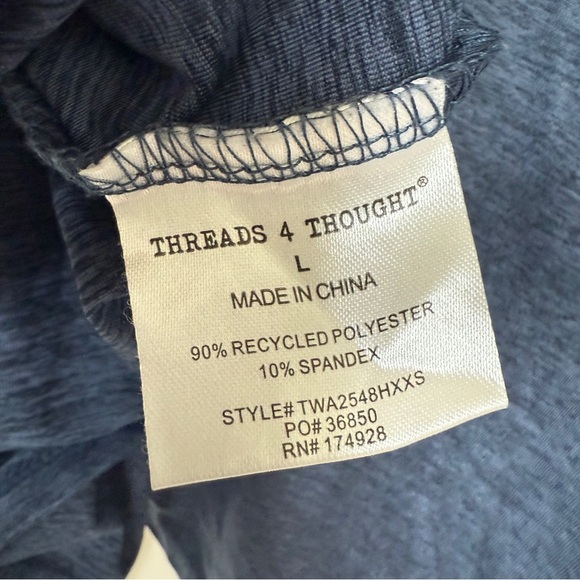 THREADS 4 THOUGHT®
L
MADE IN CHINA
90% RECYCLED POLYESTER
10% SPANDEX
STYLE# TWA2548HXXS
PO# 36850
RN# 174928